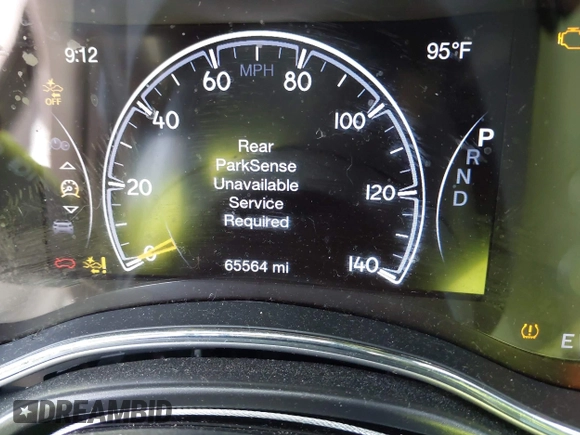 9:12
95°F
60
80
MPH
OFF
40
100
P
Rear
ParkSense
Unavailable
Service
Required
R
N
D
20
120
0
65564 mi
140
E
DREAMBID